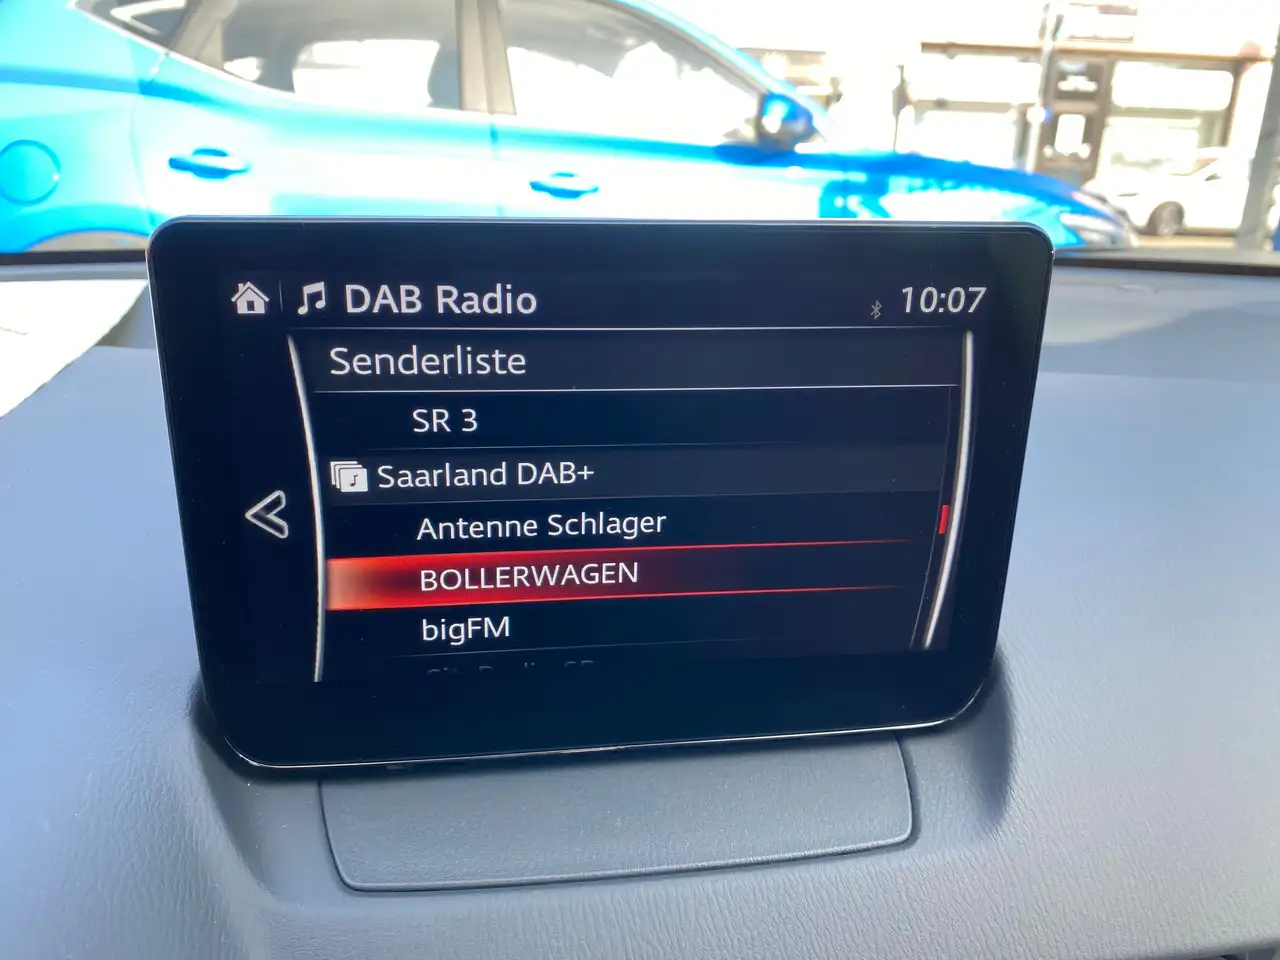 DAB Radio
10:07
Senderliste
SR 3
Saarland DAB+
Antenne Schlager
BOLLERWAGEN
bigFM